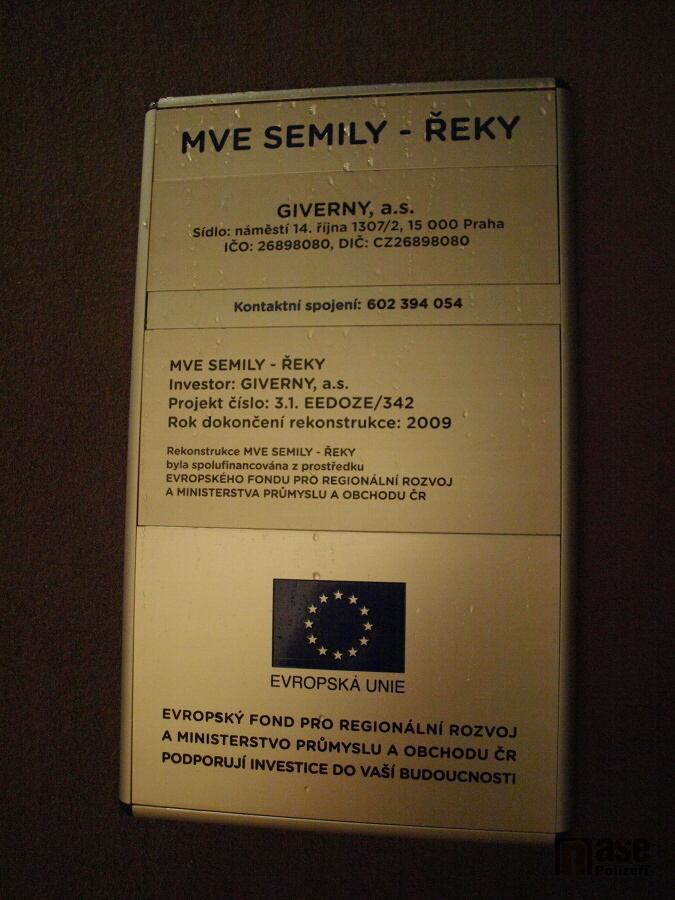 MVE SEMILY - ŘEKY
GIVERNY, a.s.
Sídlo: náměstí 14. října 1307/2, 15 000 Praha
IČO: 26898080, DIČ: CZ26898080
Kontaktní spojení: 602 394 054
MVE SEMILY - ŘEKY
Investor: GIVERNY, a.s.
Projekt číslo: 3.1. EEDOZE/342
Rok dokončení rekonstrukce: 2009
Rekonstrukce MVE SEMILY - ŘEKY
byla spolufinancována z prostředku
EVROPSKÉHO FONDU PRO REGIONÁLNÍ ROZVOJ
A MINISTERSTVA PRŮMYSLU A OBCHODU ČR
EVROPSKÁ UNIE
EVROPSKÝ FOND PRO REGIONÁLNÍ ROZVOJ
A MINISTERSTVO PRŮMYSLU A OBCHODU ČR
PODPORUJÍ INVESTICE DO VAŠÍ BUDOUCNOSTI
nase
Pojizeří